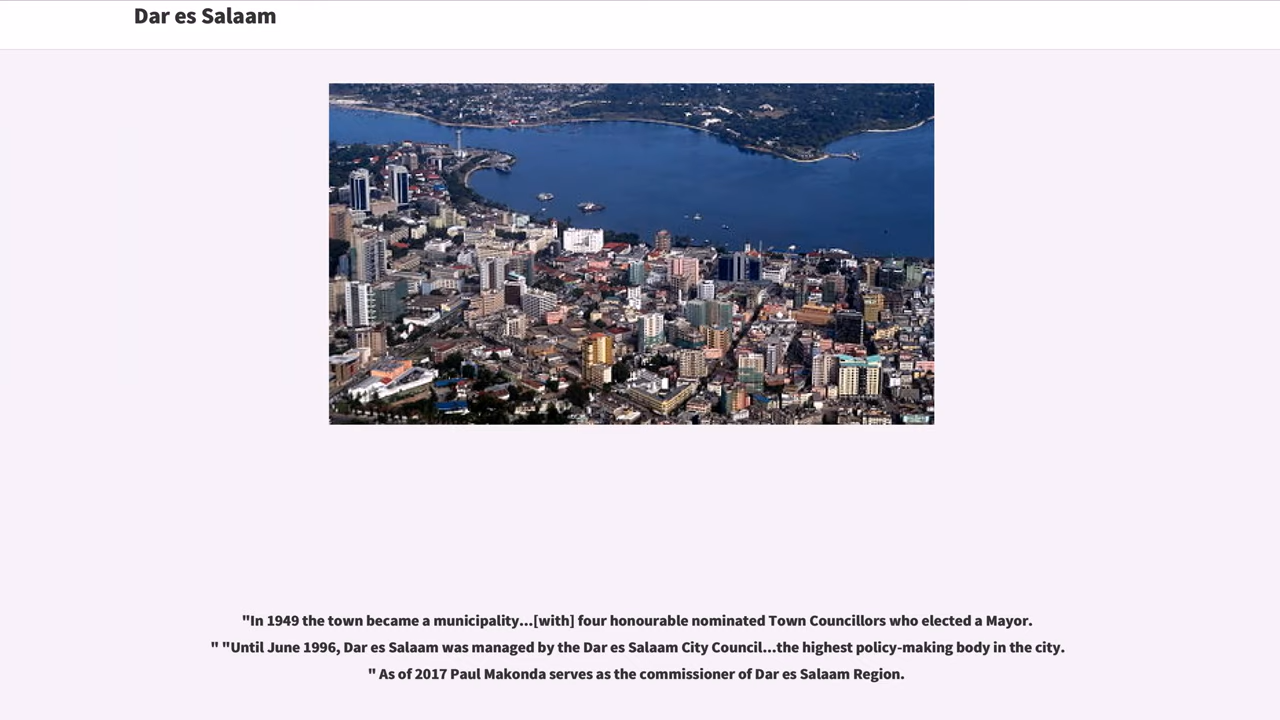 Dar es Salaam
"In 1949 the town became a municipality...[with] four honourable nominated Town Councillors who elected a Mayor.
" "Until June 1996, Dar es Salaam was managed by the Dar es Salaam City Council...the highest policy-making body in the city.
" As of 2017 Paul Makonda serves as the commissioner of Dar es Salaam Region.